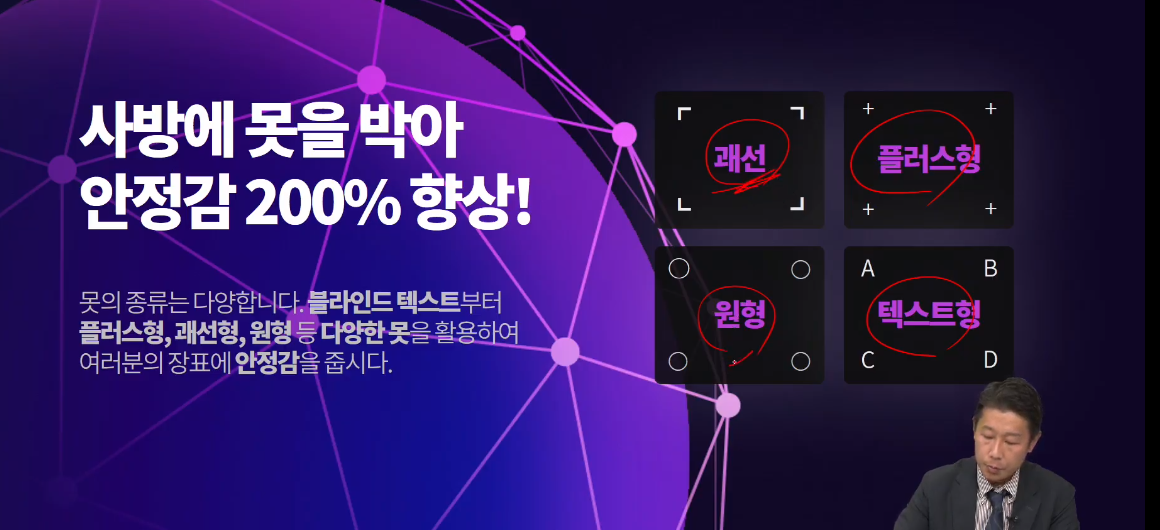 사방에 못을 박아
안정감 200% 향상!
못의 종류는 다양합니다. 블라인드 텍스트부터
플러스형, 괘선형, 원형 등 다양한 못을 활용하여
여러분의 장표에 안정감을 줍시다.
괘선
플러스형
원형
A B
텍스트형
C D